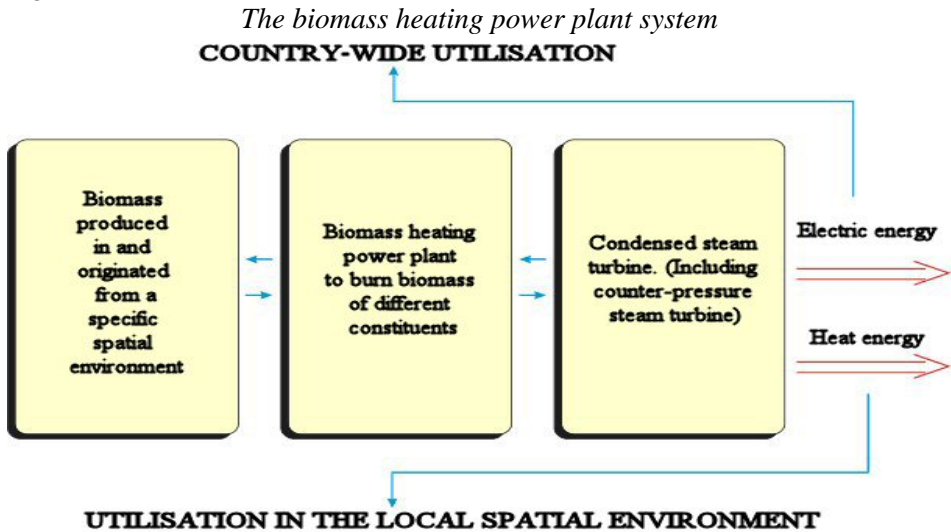 The biomass heating power plant system
COUNTRY-WIDE UTILISATION
Biomass
produced
in and
originated
from a
specific
spatial
environment
Biomass heating
power plant
to burn biomass
of different
constituents
Condensed steam
turbine. (Including
counter-pressure
steam turbine)
Electric energy
Heat energy
UTILISATION IN THE LOCAL SPATIAL ENVIRONMENT